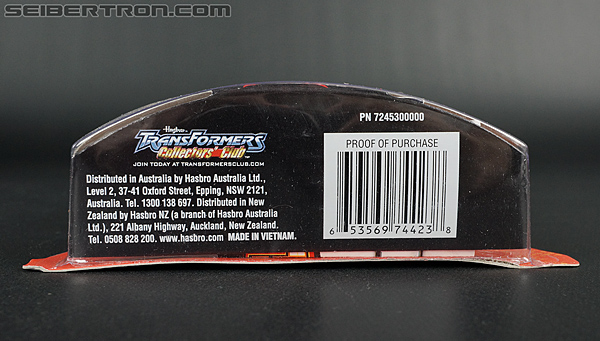 SEIBERTRON.COM
PN 7245300000
Hasbro
TRANSFORMERS
Collectors' Club
JOIN TODAY AT TRANSFORMERSCLUB.COM
Distributed in Australia by Hasbro Australia Ltd.,
Level 2, 37-41 Oxford Street, Epping, NSW 2121,
Australia. Tel. 1300 138 697. Distributed in New
Zealand by Hasbro NZ (a branch of Hasbro Australia
Ltd.), 221 Albany Highway, Auckland, New Zealand.
Tel. 0508 828 200. www.hasbro.com MADE IN VIETNAM.
PROOF OF PURCHASE
6 53569 74423 8